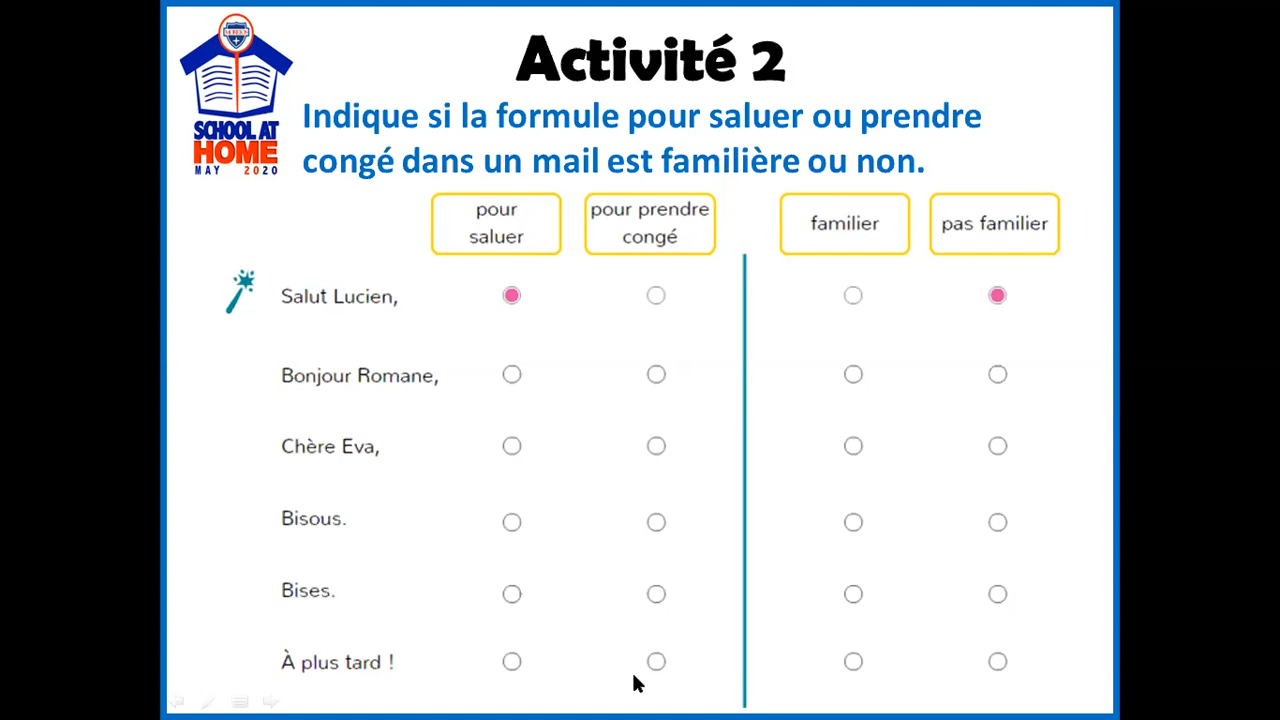 MORRISON
SCHOOL AT
HOME
MAY 2020
Activité 2
Indique si la formule pour saluer ou prendre
congé dans un mail est familière ou non.
pour
saluer
pour prendre
congé
familier
pas familier
Salut Lucien,
Bonjour Romane,
Chère Eva,
Bisous.
Bises.
À plus tard !